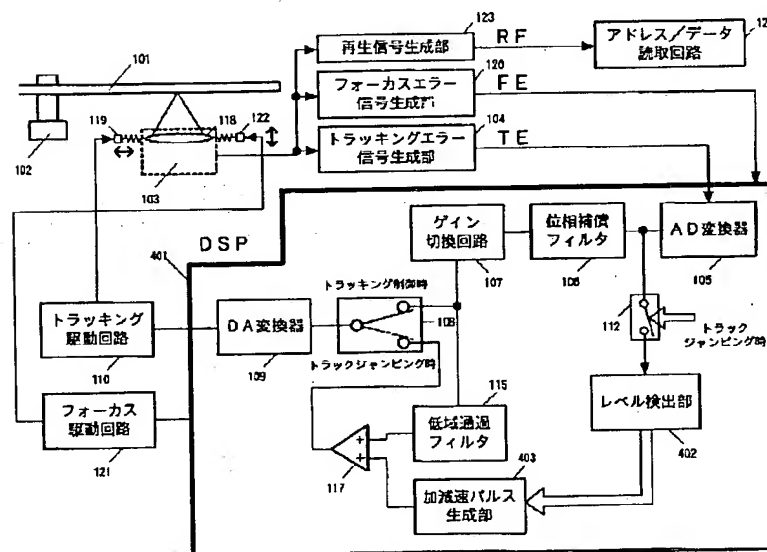 123
再生信号生成部
RF
アドレス/データ
読取回路
12
101
120
フォーカスエラー
信号生成部
FE
119
118
122
104
トラッキングエラー
信号生成部
TE
102
103
DSP
401
ゲイン
切換回路
107
位相補償
フィルタ
106
AD変換器
105
トラッキング制御時
108
112
トラック
ジャンピング時
トラッキング
駆動回路
110
DA変換器
109
トラックジャンピング時
115
低域通過
フィルタ
レベル検出部
402
フォーカス
駆動回路
121
+
+
117
403
加減速パルス
生成部